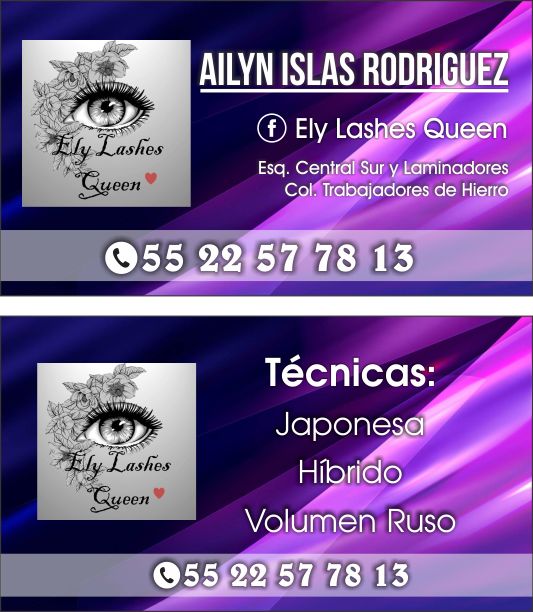 Ely Lashes
Queen
AILYN ISLAS RODRIGUEZ
f Ely Lashes Queen
Esq. Central Sur y Laminadores
Col. Trabajadores de Hierro
55 22 57 78 13
Ely Lashes
Queen
Técnicas:
Japonesa
Híbrido
Volumen Ruso
55 22 57 78 13